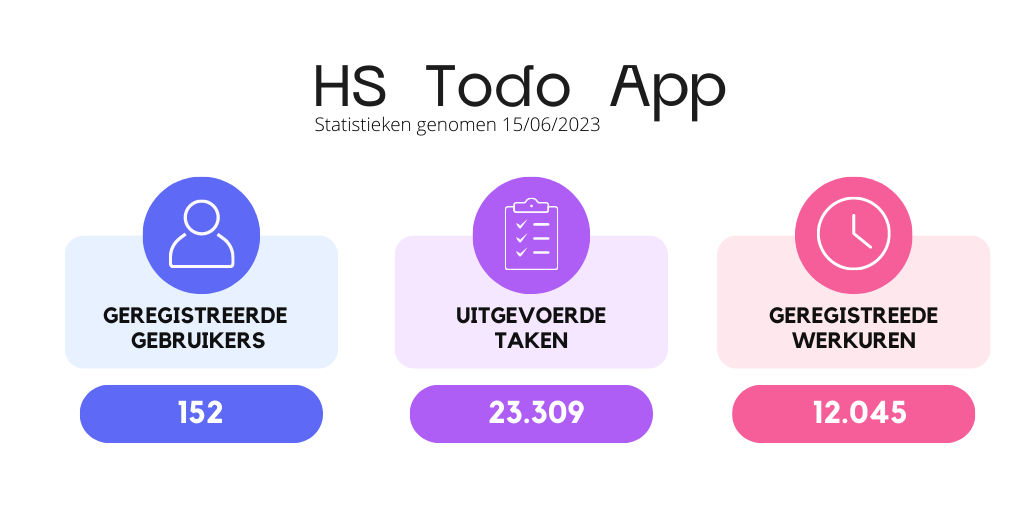 HS Todo App
Statistieken genomen 15/06/2023
GEREGISTREERDE
GEBRUIKERS
152
UITGEVOERDE
TAKEN
23.309
GEREGISTREEDE
WERKUREN
12.045